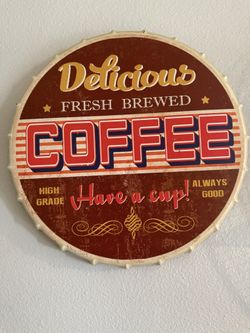 Delicious
FRESH BREWED
COFFEE
HIGH GRADE
Have a cup!
ALWAYS GOOD